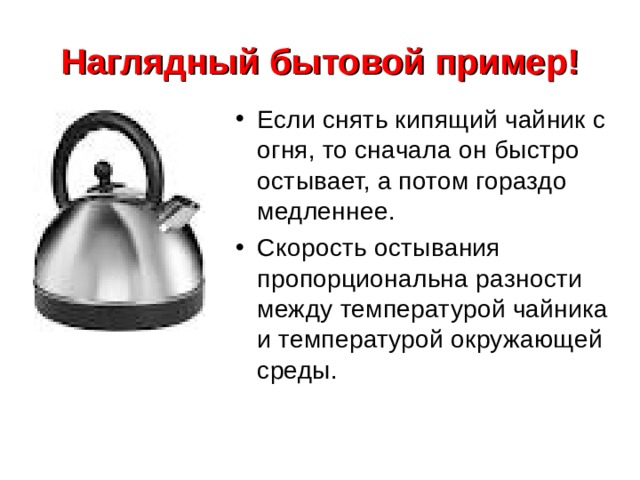 Наглядный бытовой пример!
• Если снять кипящий чайник с
огня, то сначала он быстро
остывает, а потом гораздо
медленнее.
• Скорость остывания
пропорциональна разности
между температурой чайника
и температурой окружающей
среды.